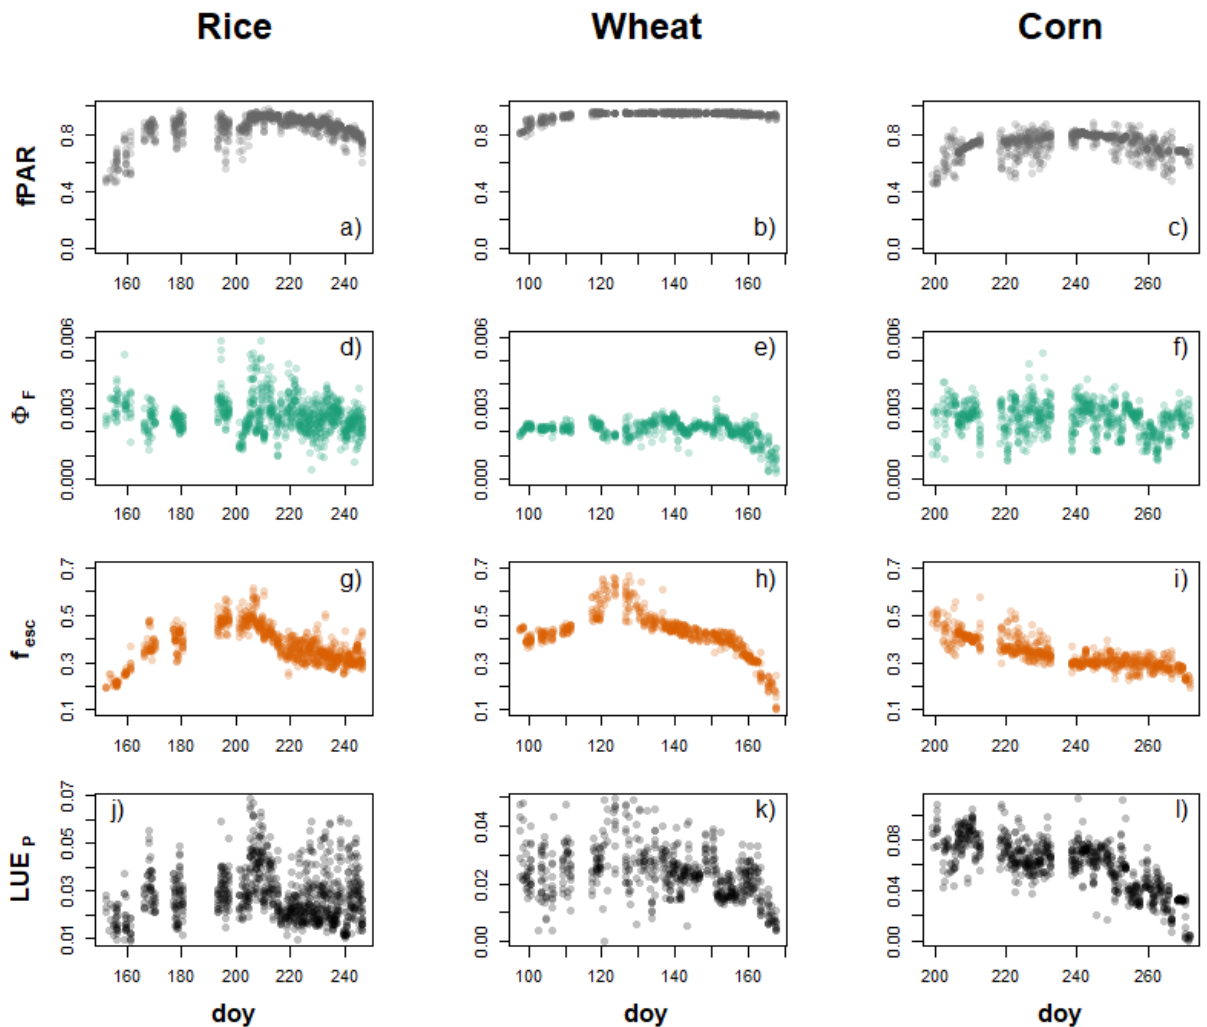 Rice Wheat Corn
fPAR
0.0 0.4 0.8
a)
160 180 200 220 240
0.0 0.4 0.8
b)
100 120 140 160
0.0 0.4 0.8
c)
200 220 240 260
Φ F
0.000 0.003 0.006
d)
160 180 200 220 240
0.000 0.003 0.006
e)
100 120 140 160
0.000 0.003 0.006
f)
200 220 240 260
f esc
0.1 0.3 0.5 0.7
g)
160 180 200 220 240
0.1 0.3 0.5 0.7
h)
100 120 140 160
0.1 0.3 0.5 0.7
i)
200 220 240 260
LUE P
0.01 0.03 0.05 0.07
j)
160 180 200 220 240
0.00 0.02 0.04
k)
100 120 140 160
0.00 0.04 0.08
l)
200 220 240 260
doy doy doy